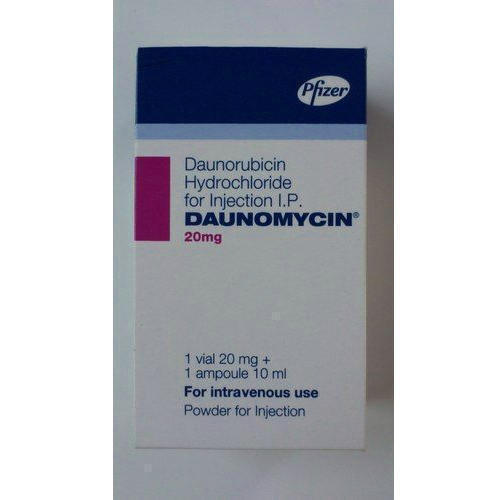 Pfizer
Daunorubicin
Hydrochloride
for Injection I.P.
DAUNOMYCIN®
20mg
1 vial 20 mg +
1 ampoule 10 ml
For intravenous use
Powder for Injection